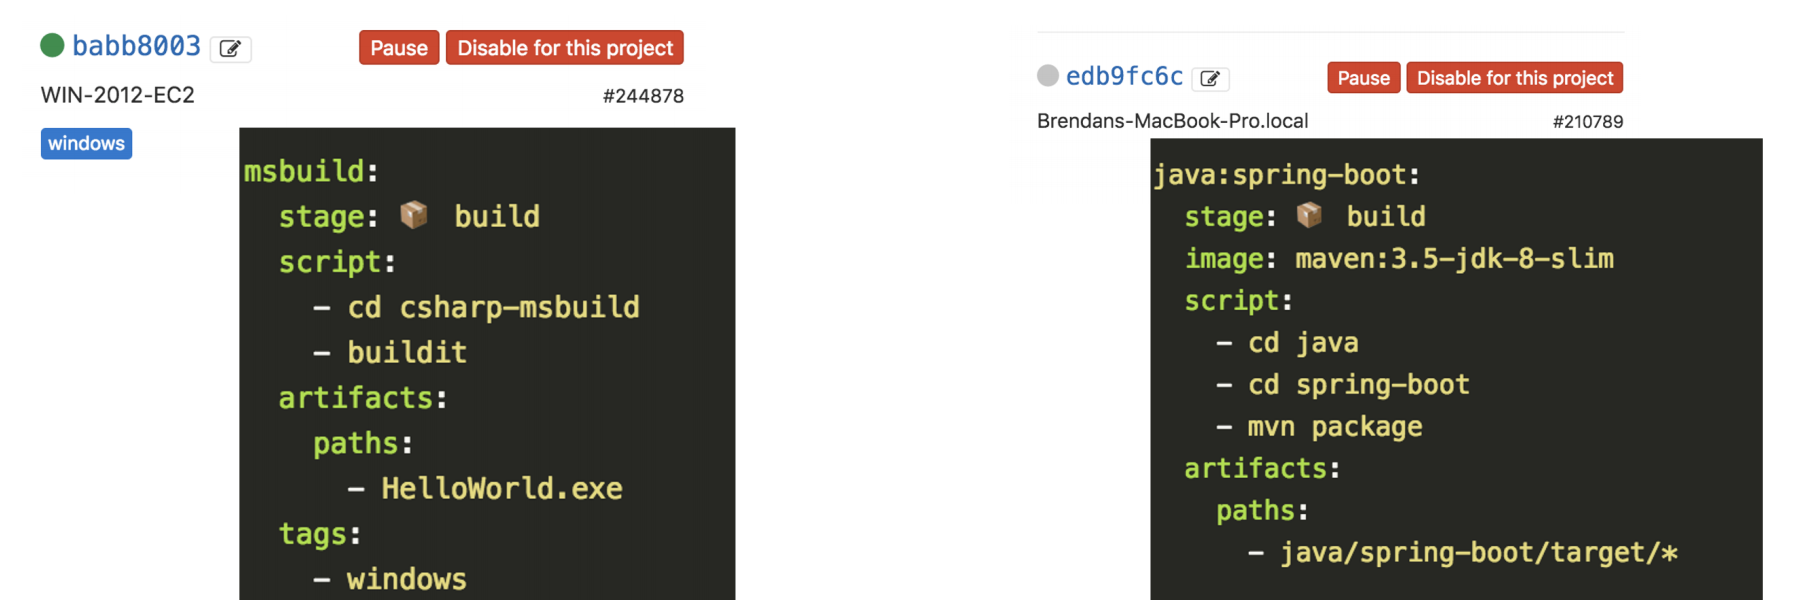 babb8003
Pause
Disable for this project
WIN-2012-EC2
#244878
windows
msbuild:
stage: 📦 build
script:
- cd csharp-msbuild
- buildit
artifacts:
paths:
- HelloWorld.exe
tags:
- windows
edb9fc6c
Pause
Disable for this project
Brendans-MacBook-Pro.local
#210789
java:spring-boot:
stage: 📦 build
image: maven:3.5-jdk-8-slim
script:
- cd java
- cd spring-boot
- mvn package
artifacts:
paths:
- java/spring-boot/target/*